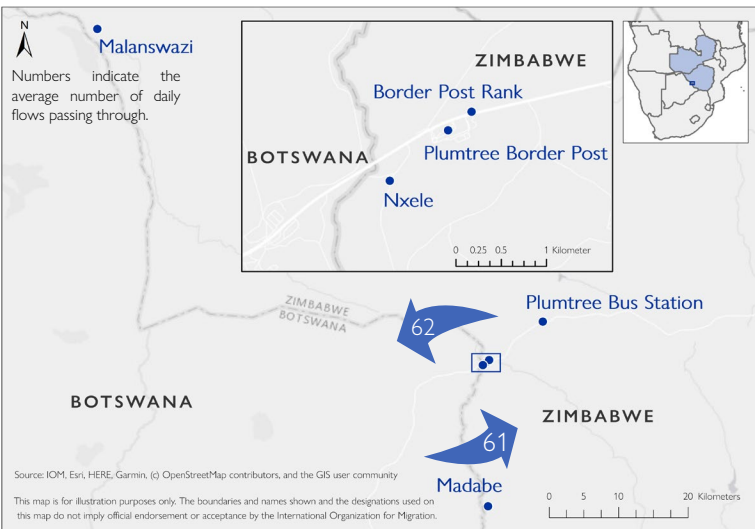 N
Malanswazi
Numbers indicate the
average number of daily
flows passing through.
ZIMBABWE
Border Post Rank
BOTSWANA
Plumtree Border Post
Nxele
0 0.25 0.5 1 Kilometer
ZIMBABWE
BOTSWANA
62
Plumtree Bus Station
BOTSWANA
ZIMBABWE
61
Source: IOM, Esri, HERE, Garmin, (c) OpenStreetMap contributors, and the GIS user community
Madabe
0 5 10 20 Kilometers
This map is for illustration purposes only. The boundaries and names shown and the designations used on
this map do not imply official endorsement or acceptance by the International Organization for Migration.